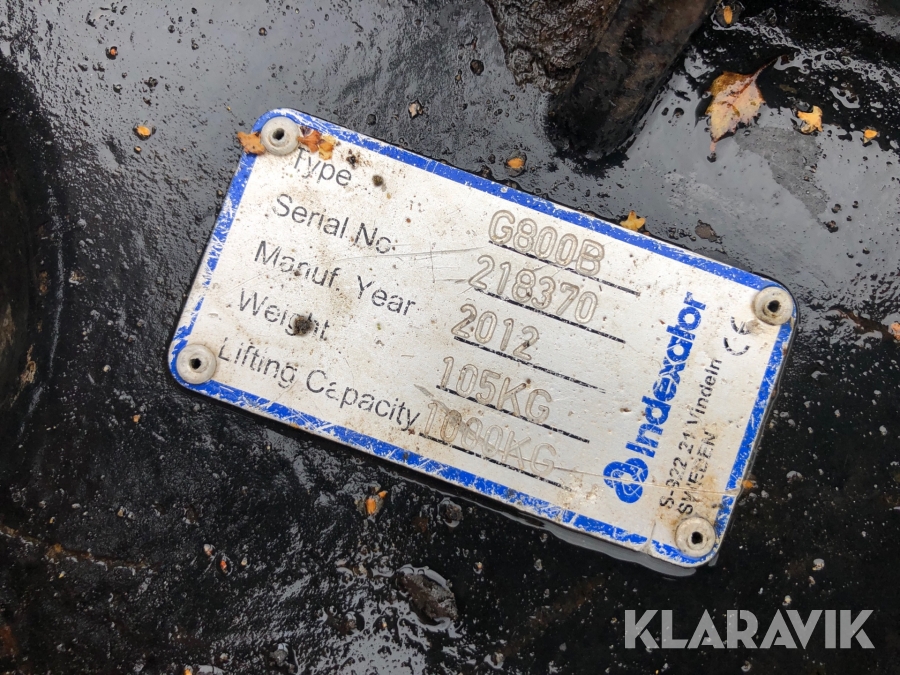 Type G800B
Serial No: 218370
Manuf. Year 2012
Weight 105KG
Lifting Capacity 1000KG
Indexator
S-922 21 Vindeln CE
SWEDEN
KLARAVIK